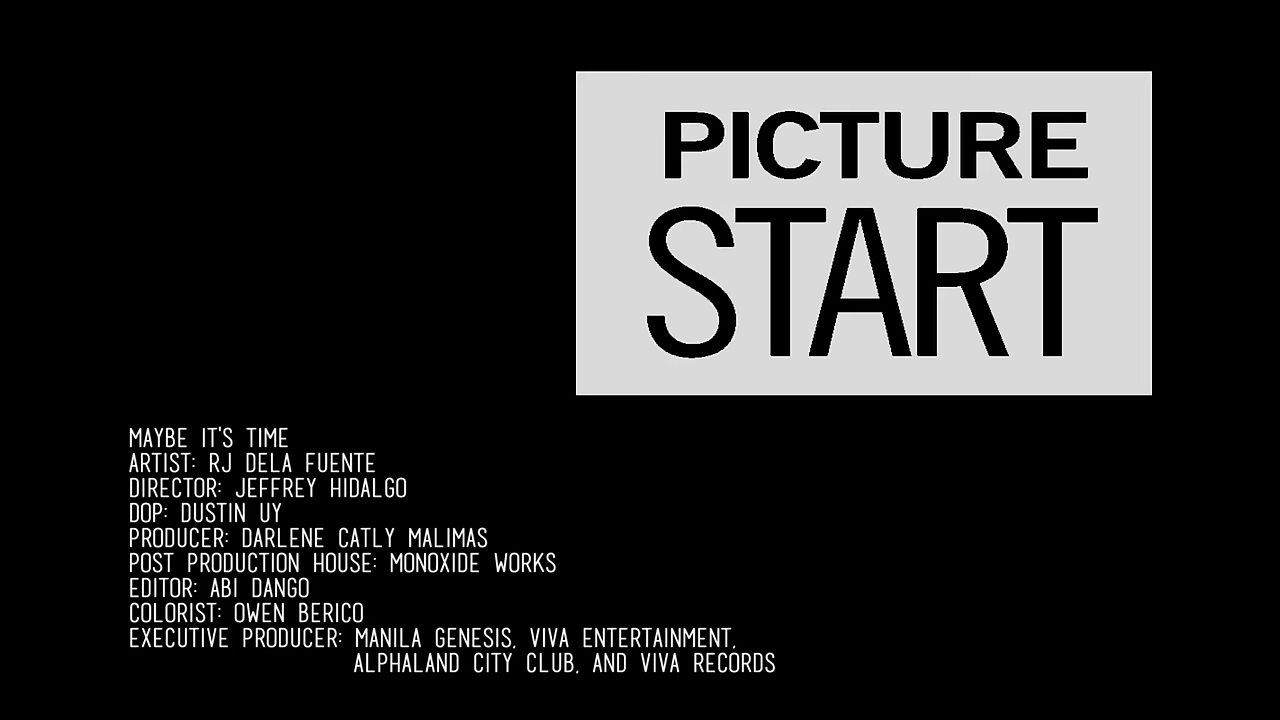 PICTURE
START
MAYBE IT'S TIME
ARTIST: RJ DELA FUENTE
DIRECTOR: JEFFREY HIDALGO
DOP: DUSTIN UY
PRODUCER: DARLENE CATLY MALIMAS
POST PRODUCTION HOUSE: MONOXIDE WORKS
EDITOR: ABI DANGO
COLORIST: OWEN BERICO
EXECUTIVE PRODUCER: MANILA GENESIS, VIVA ENTERTAINMENT,
ALPHALAND CITY CLUB, AND VIVA RECORDS